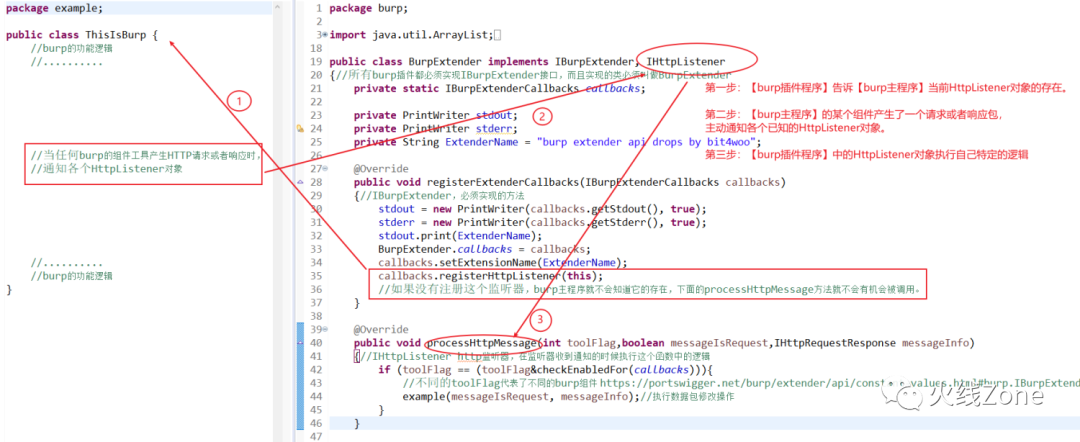 package example;
public class ThisIsBurp {
//burp的功能逻辑
//..........
①
//当任何burp的组件工具产生HTTP请求或者响应时，
//通知各个HttpListener对象
//..........
//burp的功能逻辑
}
1 package burp;
2
3 import java.util.ArrayList;
18
19 public class BurpExtender implements IBurpExtender, IHttpListener
20 {//所有burp插件都必须实现IBurpExtender接口，而且实现的类必须叫做BurpExtender
21 private static IBurpExtenderCallbacks callbacks;
22
23 private PrintWriter stdout;
24 private PrintWriter stderr;
25 private String ExtenderName = "burp extender api drops by bit4woo";
26
27 @Override
28 public void registerExtenderCallbacks(IBurpExtenderCallbacks callbacks)
29 {//IBurpExtender，必须实现的方法
30 stdout = new PrintWriter(callbacks.getStdout(), true);
31 stderr = new PrintWriter(callbacks.getStderr(), true);
32 stdout.print(ExtenderName);
33 BurpExtender.callbacks = callbacks;
34 callbacks.setExtensionName(ExtenderName);
35 callbacks.registerHttpListener(this);
36 //如果没有注册这个监听器，burp主程序就不会知道它的存在，下面的processHttpMessage方法就不会有机会被调用。
37 }
38
39 @Override
40 public void processHttpMessage(int toolFlag,boolean messageIsRequest,IHttpRequestResponse messageInfo)
41 {//IHttpListener http监听器，在监听器收到通知的时候执行这个函数中的逻辑
42 if (toolFlag == (toolFlag&checkEnabledFor(callbacks))){
43 //不同的toolFlag代表了不同的burp组件 https://portswigger.net/burp/extender/api/
44 example(messageIsRequest, messageInfo);//执行数据包修改操作
45 }
46 }
47
②
③
第一步：【burp插件程序】告诉【burp主程序】当前HttpListener对象的存在。
第二步：【burp主程序】的某个组件产生了一个请求或者响应包，
主动通知各个已知的HttpListener对象。
第三步：【burp插件程序】中的HttpListener对象执行自己特定的逻辑
火线Zone